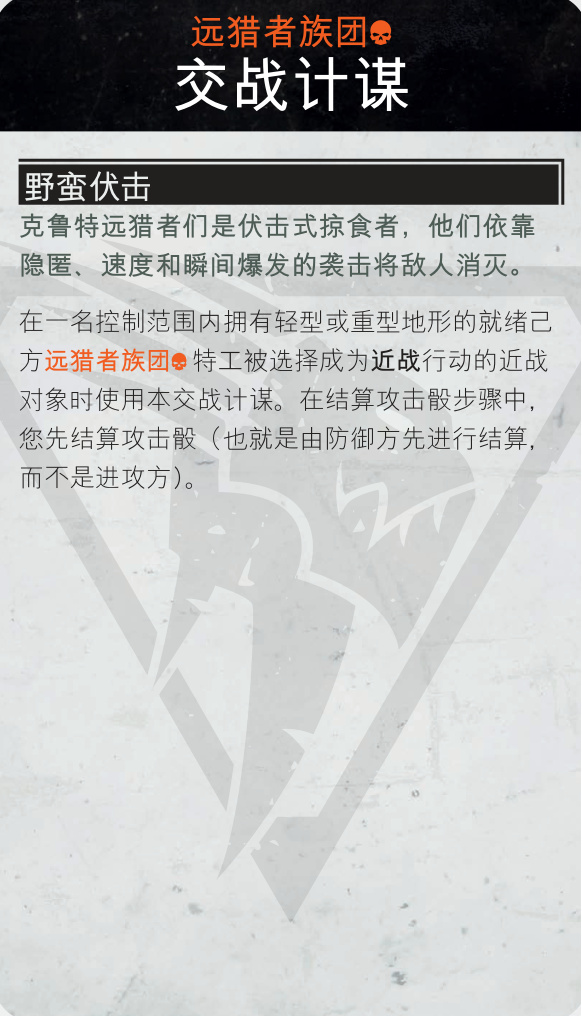 远猎者族团
交战计谋
野蛮伏击
克鲁特远猎者们是伏击式掠食者，他们依靠
隐匿、速度和瞬间爆发的袭击将敌人消灭。
在一名控制范围内拥有轻型或重型地形的就绪己
方远猎者族团特工被选择成为近战行动的近战
对象时使用本交战计谋。在结算攻击骰步骤中，
您先结算攻击骰（也就是由防御方先进行结算，
而不是进攻方）。